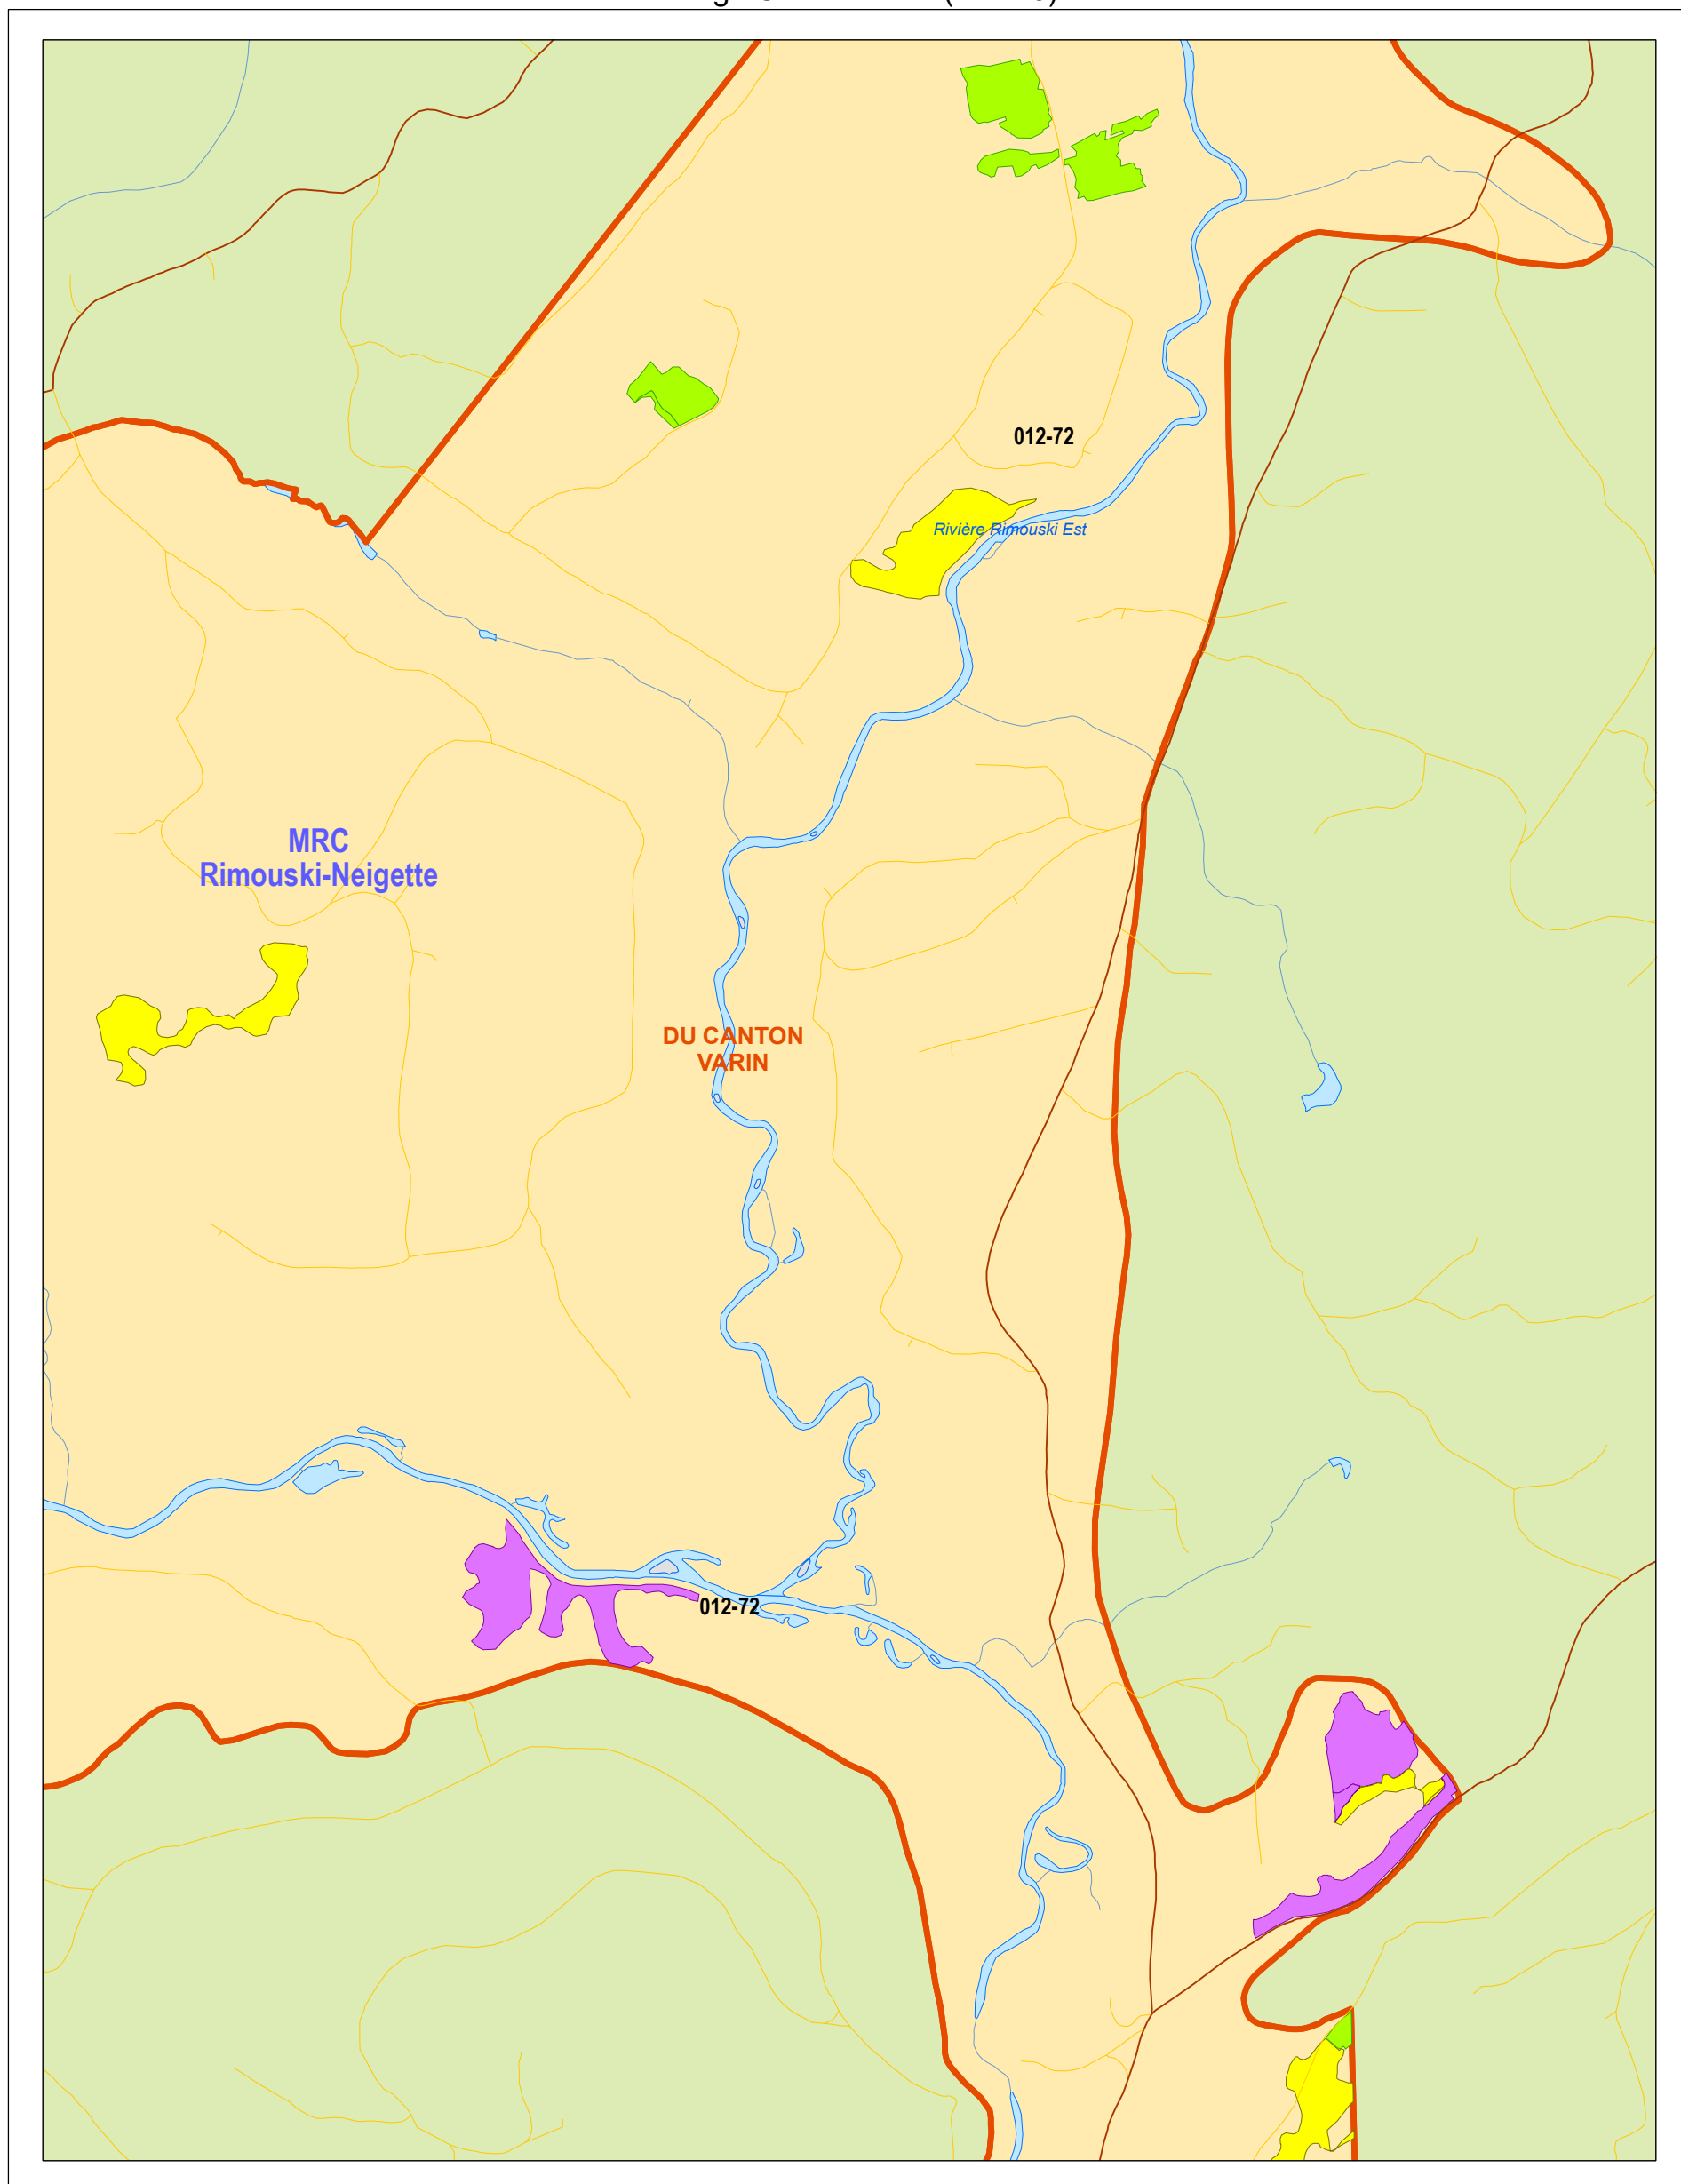 012-72
Rivière Rimouski Est
MRC
Rimouski-Neigette
DU CANTON
VARIN
012-72